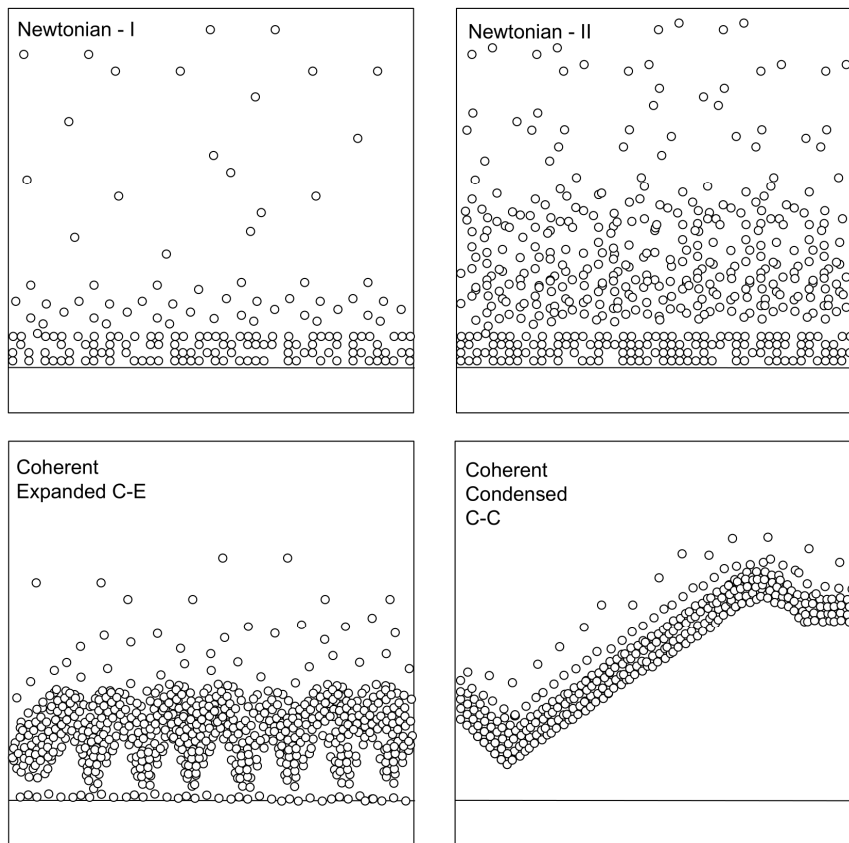 Newtonian - I
Newtonian - II
Coherent
Expanded C-E
Coherent
Condensed
C-C